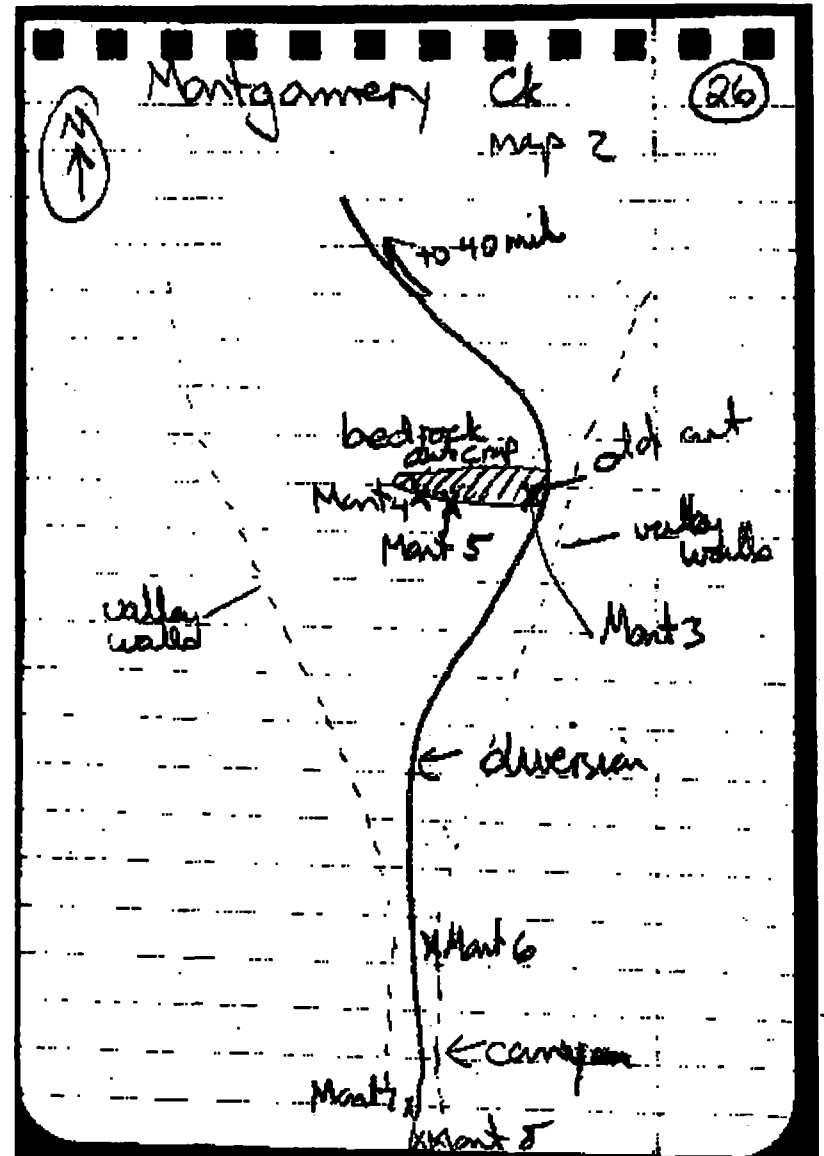 Montgomery Ck
26
map 2
N
to 40 mile
bedrock
outcrop
old cut
Mont 4
Mont 5
valley
walls
valley
walls
Mont 3
diversion
Mont 6
canyon
Mont 7
Mont 8